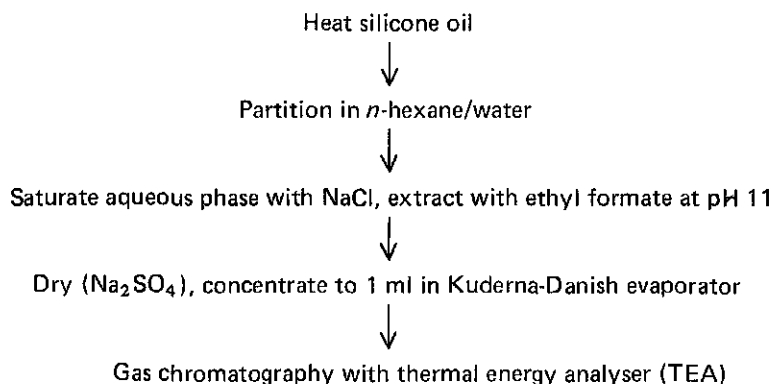 Heat silicone oil
Partition in n-hexane/water
Saturate aqueous phase with NaCl, extract with ethyl formate at pH 11
Dry (Na₂SO₄), concentrate to 1 ml in Kuderna-Danish evaporator
Gas chromatography with thermal energy analyser (TEA)